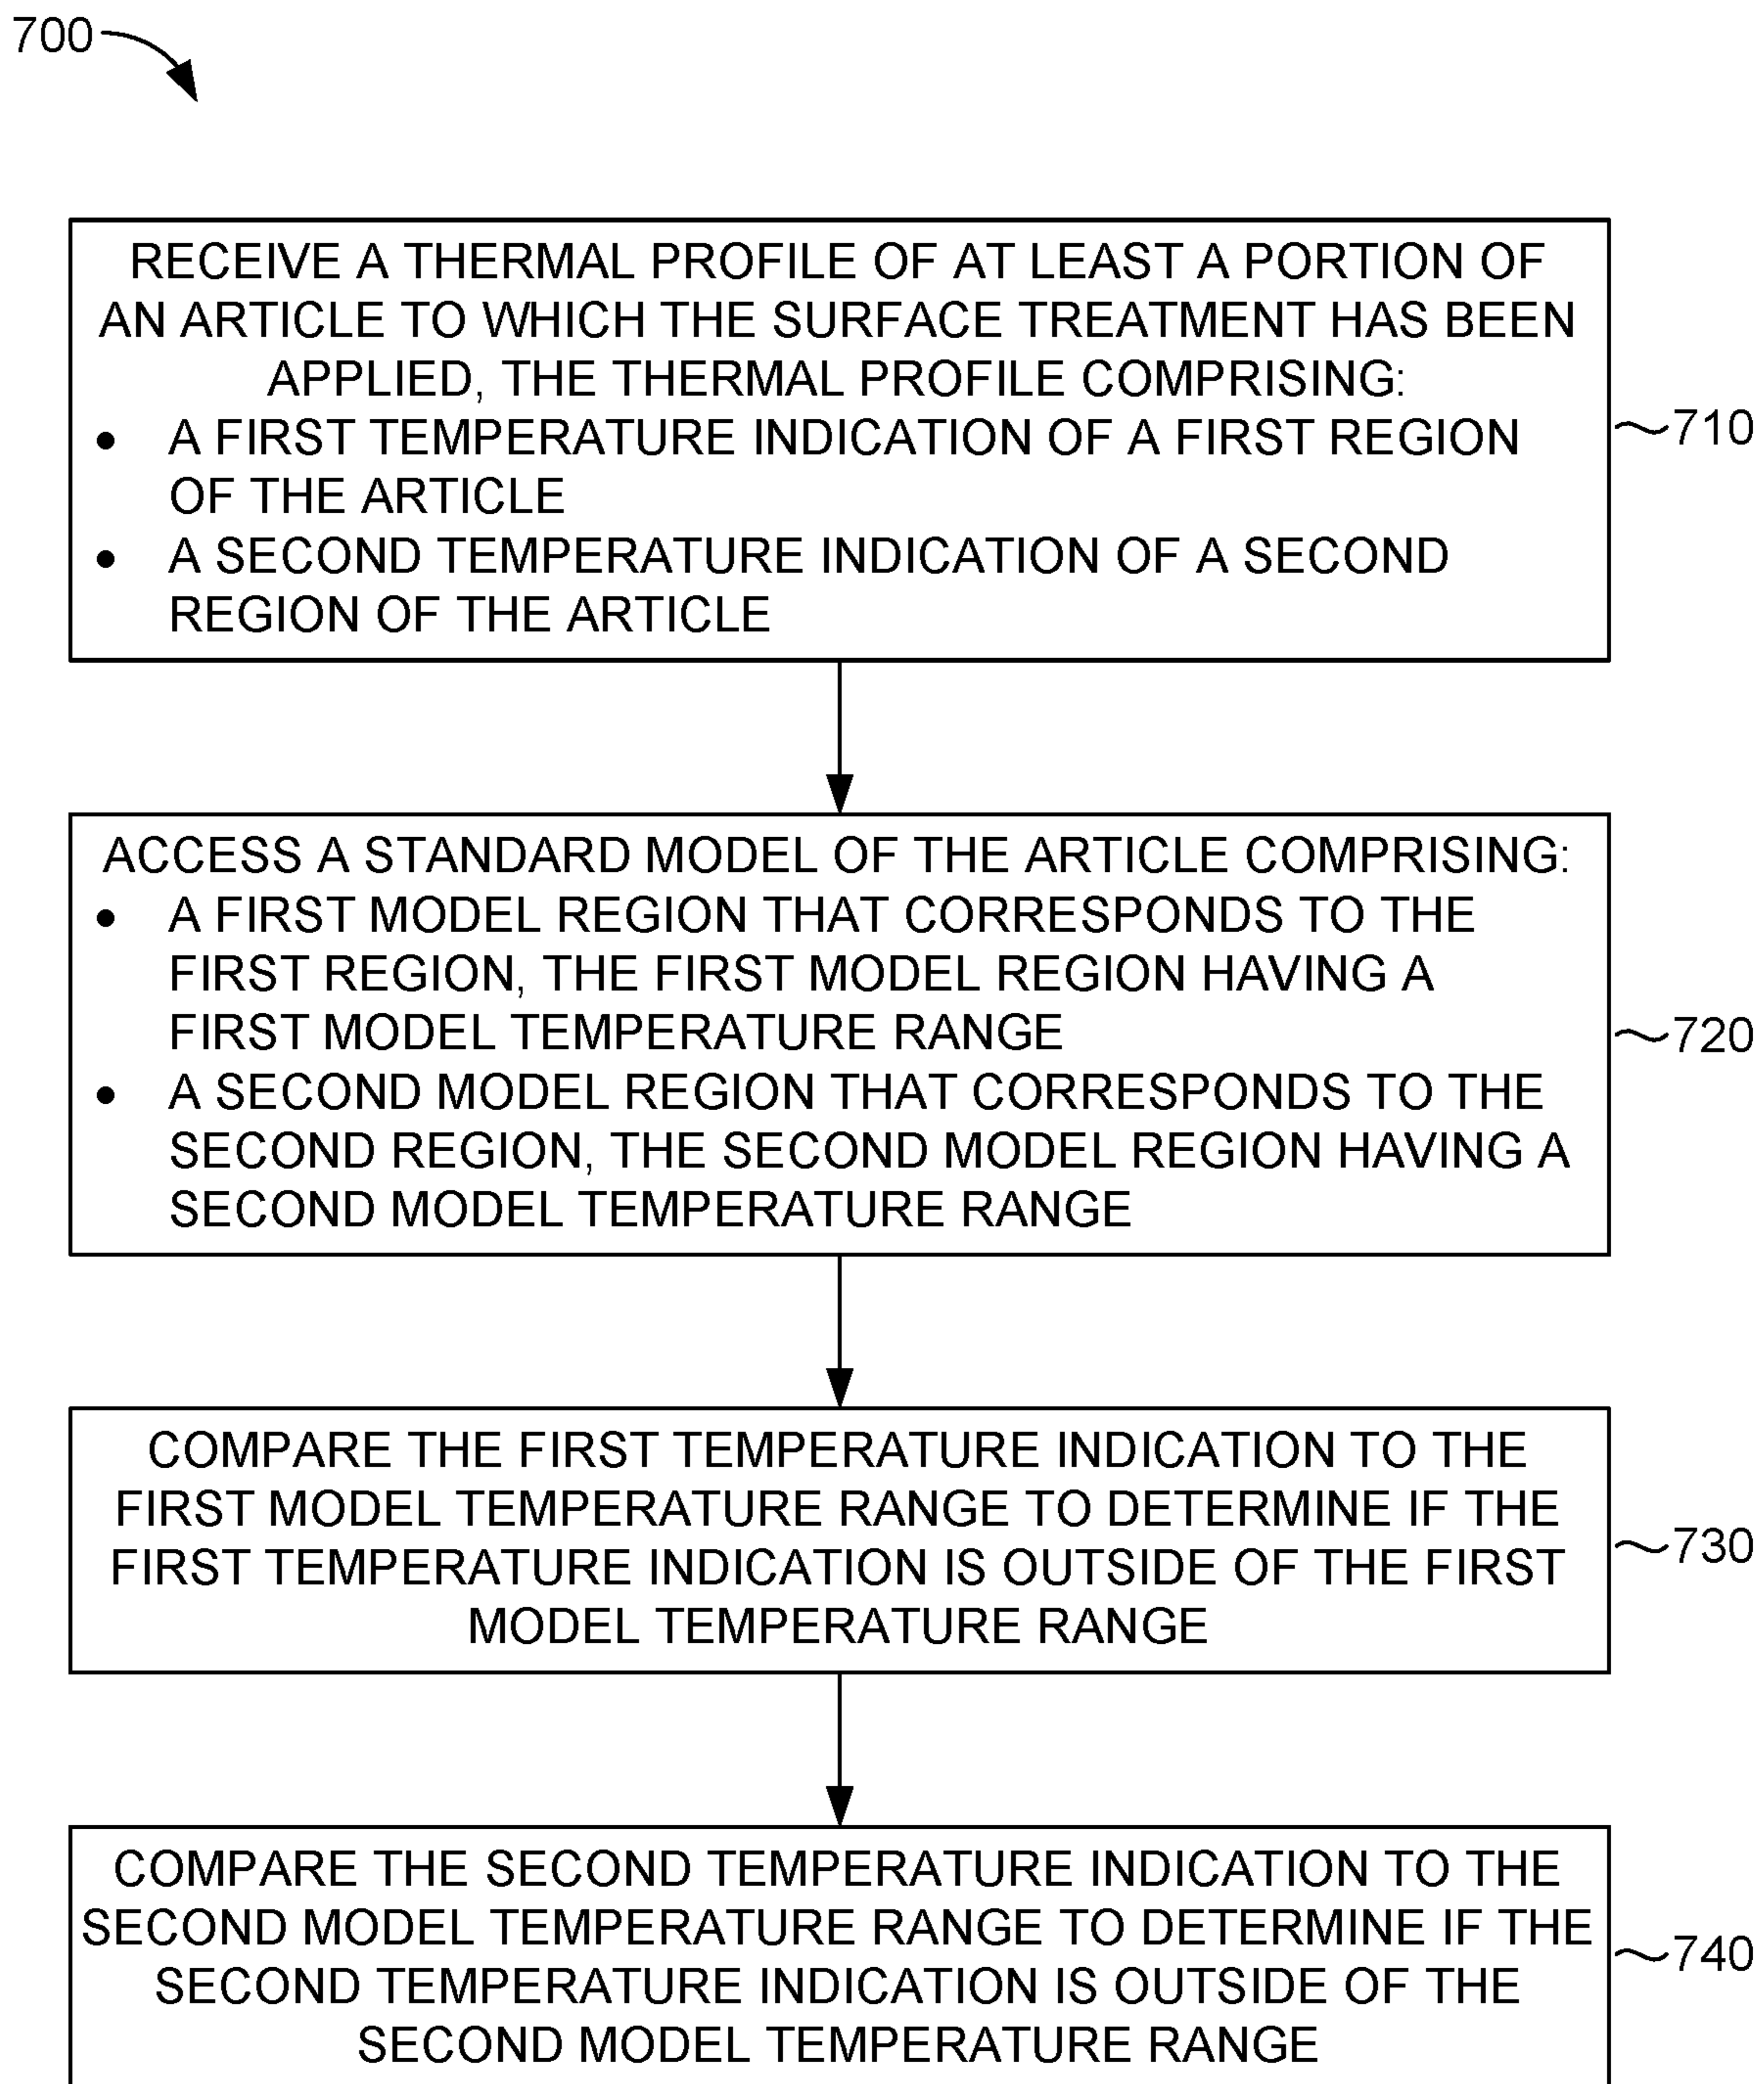 700
RECEIVE A THERMAL PROFILE OF AT LEAST A PORTION OF
AN ARTICLE TO WHICH THE SURFACE TREATMENT HAS BEEN
APPLIED, THE THERMAL PROFILE COMPRISING:
• A FIRST TEMPERATURE INDICATION OF A FIRST REGION
OF THE ARTICLE
• A SECOND TEMPERATURE INDICATION OF A SECOND
REGION OF THE ARTICLE
710
ACCESS A STANDARD MODEL OF THE ARTICLE COMPRISING:
• A FIRST MODEL REGION THAT CORRESPONDS TO THE
FIRST REGION, THE FIRST MODEL REGION HAVING A
FIRST MODEL TEMPERATURE RANGE
• A SECOND MODEL REGION THAT CORRESPONDS TO THE
SECOND REGION, THE SECOND MODEL REGION HAVING A
SECOND MODEL TEMPERATURE RANGE
720
COMPARE THE FIRST TEMPERATURE INDICATION TO THE
FIRST MODEL TEMPERATURE RANGE TO DETERMINE IF THE
FIRST TEMPERATURE INDICATION IS OUTSIDE OF THE FIRST
MODEL TEMPERATURE RANGE
730
COMPARE THE SECOND TEMPERATURE INDICATION TO THE
SECOND MODEL TEMPERATURE RANGE TO DETERMINE IF THE
SECOND TEMPERATURE INDICATION IS OUTSIDE OF THE
SECOND MODEL TEMPERATURE RANGE
740